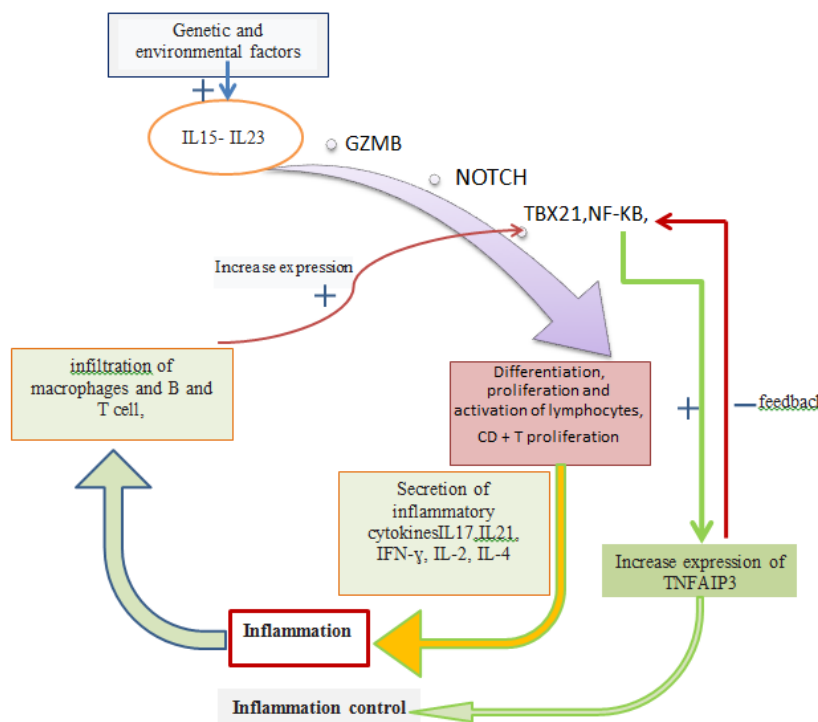 Genetic and
environmental factors
+
IL15- IL23
GZMB
NOTCH
TBX21,NF-KB,
Increase expression
+
infiltration of
macrophages and B and
T cell,
Differentiation,
proliferation and
activation of lymphocytes,
CD + T proliferation
+
— feedback
Secretion of
inflammatory
cytokinesIL17,IL21,
IFN-ɣ, IL-2, IL-4
Increase expression of
TNFAIP3
Inflammation
Inflammation control